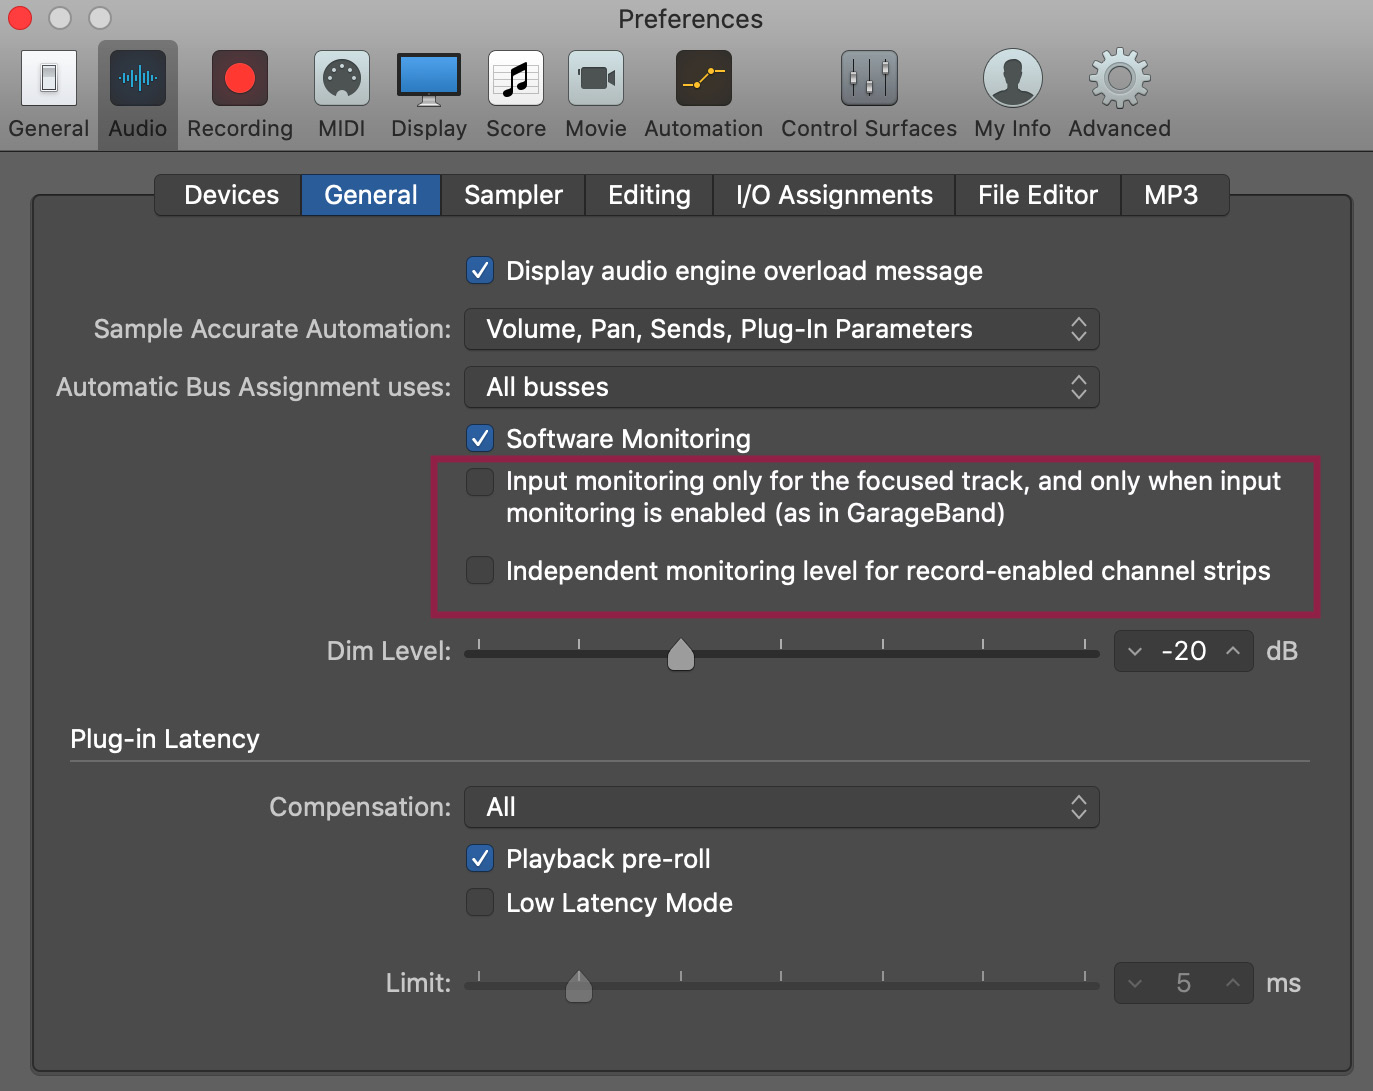 Preferences
General Audio Recording MIDI Display Score Movie Automation Control Surfaces My Info Advanced
Devices General Sampler Editing I/O Assignments File Editor MP3
Display audio engine overload message
Sample Accurate Automation: Volume, Pan, Sends, Plug-In Parameters
Automatic Bus Assignment uses: All busses
Software Monitoring
Input monitoring only for the focused track, and only when input
monitoring is enabled (as in GarageBand)
Independent monitoring level for record-enabled channel strips
Dim Level: -20 dB
Plug-in Latency
Compensation: All
Playback pre-roll
Low Latency Mode
Limit: 5 ms